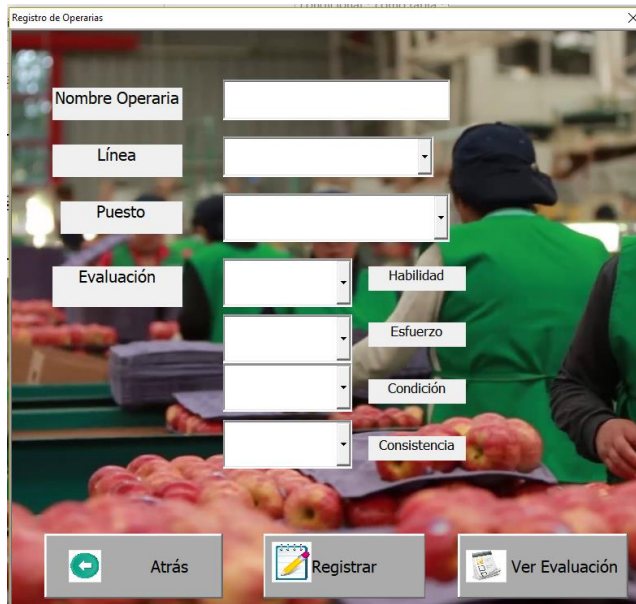 Registro de Operarias
Nombre Operaria
Línea
Puesto
Evaluación
Habilidad
Esfuerzo
Condición
Consistencia
Atrás
Registrar
Ver Evaluación